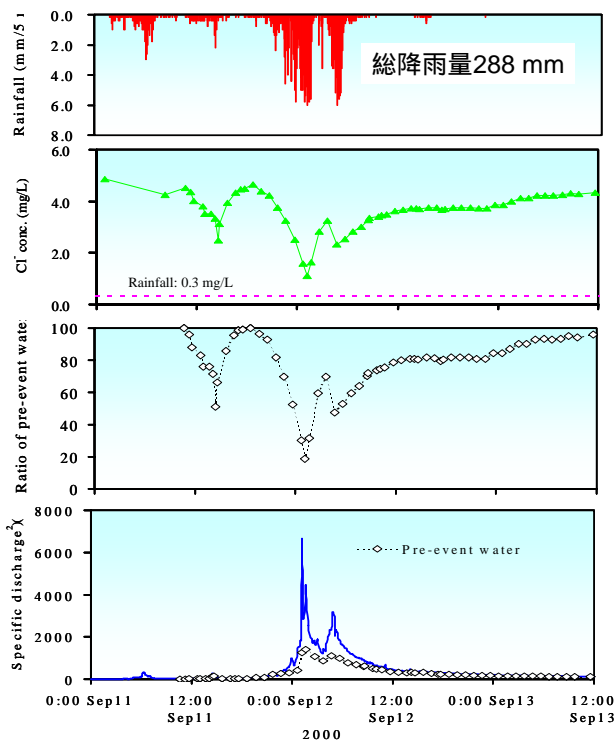 0.0
2.0
4.0
6.0
8.0
Rainfall (mm/5
総降雨量288 mm
6.0
4.0
2.0
0.0
Cl⁻ conc. (mg/L)
Rainfall: 0.3 mg/L
100
80
60
40
20
0
Ratio of pre-event wate
8000
6000
4000
2000
0
Specific discharge²(
Pre-event water
0:00 Sep11
12:00
Sep11
0:00 Sep12
12:00
Sep12
0:00 Sep13
12:00
Sep13
2000